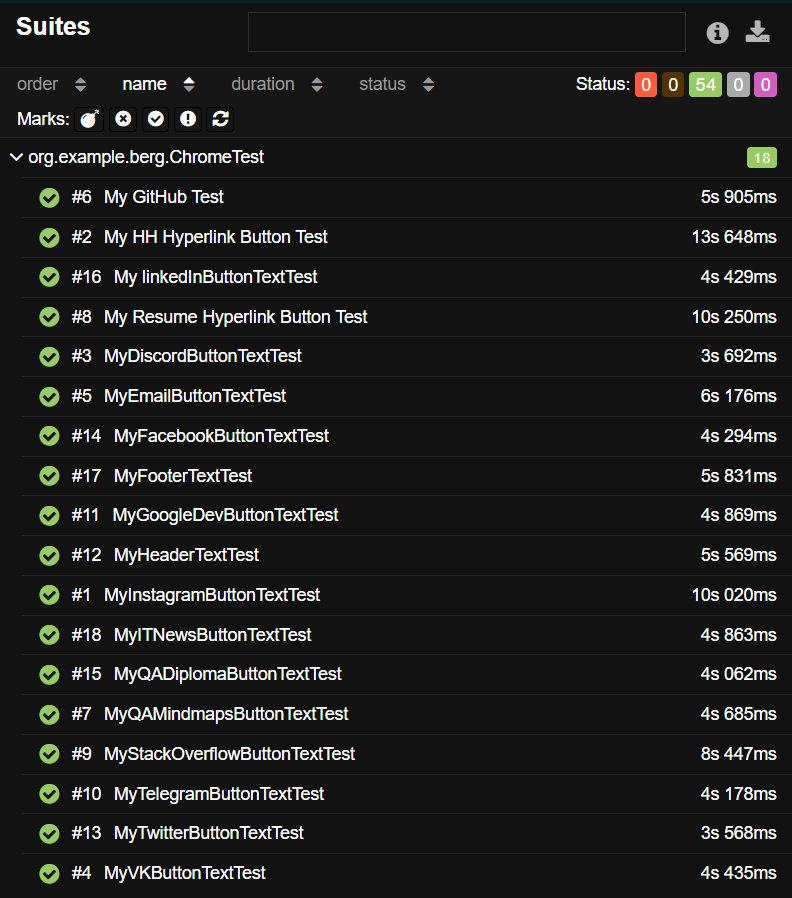 Suites
order name duration status Status: 0 0 54 0 0
Marks:
org.example.berg.ChromeTest 18
#6 My GitHub Test 5s 905ms
#2 My HH Hyperlink Button Test 13s 648ms
#16 My linkedInButtonTextTest 4s 429ms
#8 My Resume Hyperlink Button Test 10s 250ms
#3 MyDiscordButtonTextTest 3s 692ms
#5 MyEmailButtonTextTest 6s 176ms
#14 MyFacebookButtonTextTest 4s 294ms
#17 MyFooterTextTest 5s 831ms
#11 MyGoogleDevButtonTextTest 4s 869ms
#12 MyHeaderTextTest 5s 569ms
#1 MyInstagramButtonTextTest 10s 020ms
#18 MyITNewsButtonTextTest 4s 863ms
#15 MyQADiplomaButtonTextTest 4s 062ms
#7 MyQAMindmapsButtonTextTest 4s 685ms
#9 MyStackOverflowButtonTextTest 8s 447ms
#10 MyTelegramButtonTextTest 4s 178ms
#13 MyTwitterButtonTextTest 3s 568ms
#4 MyVKButtonTextTest 4s 435ms